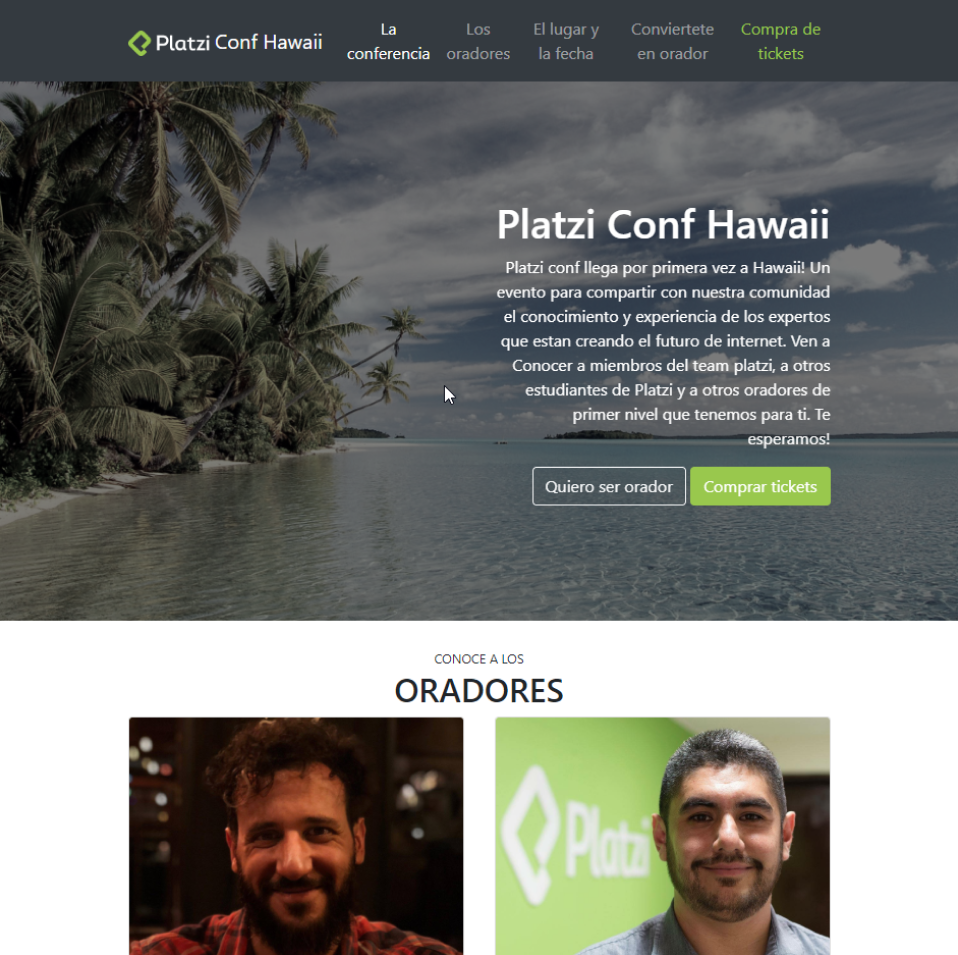 Platzi Conf Hawaii
La conferencia
Los oradores
El lugar y la fecha
Conviertete en orador
Compra de tickets
Platzi Conf Hawaii
Platzi conf llega por primera vez a Hawaii! Un
evento para compartir con nuestra comunidad
el conocimiento y experiencia de los expertos
que estan creando el futuro de internet. Ven a
Conocer a miembros del team platzi, a otros
estudiantes de Platzi y a otros oradores de
primer nivel que tenemos para ti. Te
esperamos!
Quiero ser orador
Comprar tickets
CONOCE A LOS
ORADORES
Platzi